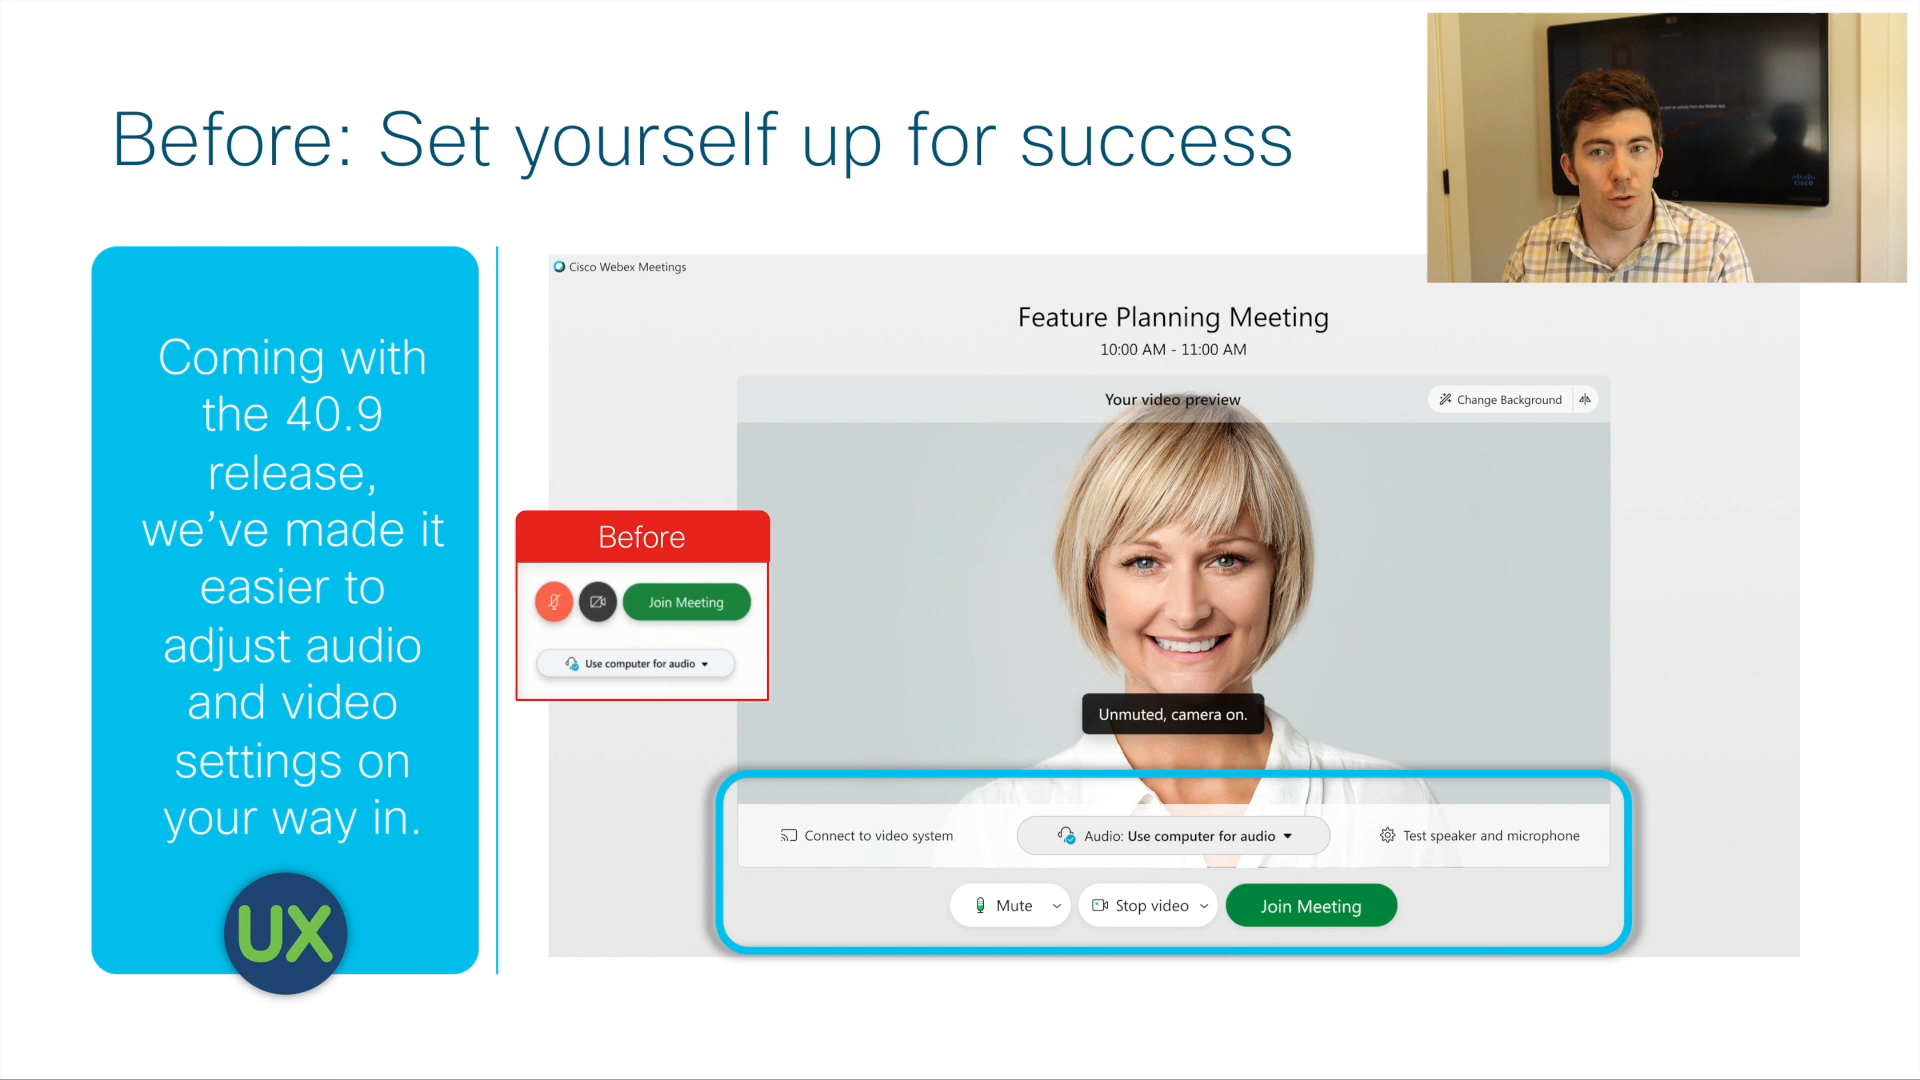 Before: Set yourself up for success
Coming with
the 40.9
release,
we’ve made it
easier to
adjust audio
and video
settings on
your way in.
UX
Cisco Webex Meetings
Feature Planning Meeting
10:00 AM - 11:00 AM
Your video preview
Change Background
Before
Join Meeting
Use computer for audio
Unmuted, camera on.
Connect to video system
Audio: Use computer for audio
Test speaker and microphone
Mute
Stop video
Join Meeting
CISCO